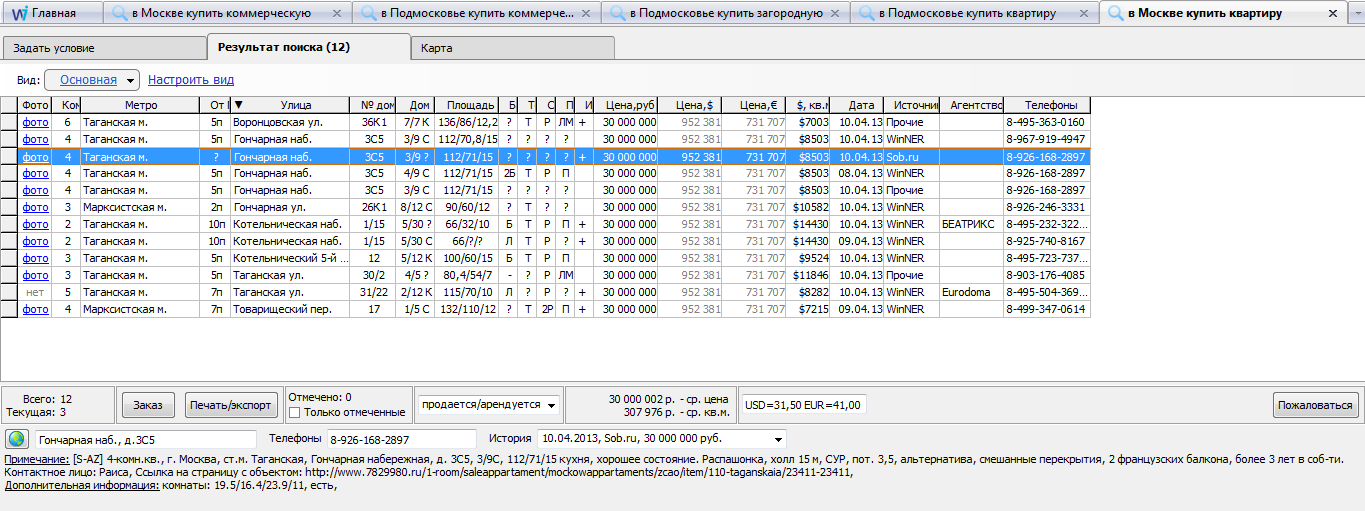 Главная в Москве купить коммерческую в Подмосковье купить коммерче... в Подмосковье купить загородную в Подмосковье купить квартиру в Москве купить квартиру
Задать условие Результат поиска (12) Карта
Вид: Основная Настроить вид
Фото Ком Метро От Улица № дом Дом Площадь Б Т С П И Цена,руб Цена,$ Цена,€ $, кв.м Дата Источник Агентство Телефоны
фото 6 Таганская м. 5п Воронцовская ул. 36К1 7/7 К 136/86/12,2 ? Т Р ЛМ + 30 000 000 952 381 731 707 $7003 10.04.13 Прочие 8-495-363-0160
фото 4 Таганская м. 5п Гончарная наб. 3С5 3/9 С 112/70,8/15 ? Т Р П 30 000 000 952 381 731 707 $8503 10.04.13 WinNER 8-967-919-4947
фото 4 Таганская м. ? Гончарная наб. 3С5 3/9 ? 112/71/15 ? ? ? ? + 30 000 000 952 381 731 707 $8503 10.04.13 Sob.ru 8-926-168-2897
фото 4 Таганская м. 5п Гончарная наб. 3С5 4/9 С 112/71/15 2Б Т Р П 30 000 000 952 381 731 707 $8503 08.04.13 WinNER 8-926-168-2897
фото 4 Таганская м. 5п Гончарная наб. 3С5 3/9 С 112/71/15 ? ? ? ? 30 000 000 952 381 731 707 $8503 10.04.13 Прочие 8-926-168-2897
фото 3 Марксистская м. 2п Гончарная ул. 26К1 8/12 С 90/60/12 ? Т Р ? 30 000 000 952 381 731 707 $10582 10.04.13 WinNER 8-926-246-3331
фото 2 Таганская м. 10п Котельническая наб. 1/15 5/30 ? 66/32/10 Б Т Р П + 30 000 000 952 381 731 707 $14430 10.04.13 WinNER БЕАТРИКС 8-495-232-322...
фото 2 Таганская м. 10п Котельническая наб. 1/15 5/30 С 66/?/? Л Т Р ? + 30 000 000 952 381 731 707 $14430 09.04.13 WinNER 8-925-740-8167
фото 3 Таганская м. 5п Котельнический 5-й ... 12 5/12 К 100/60/15 Б Т Р П 30 000 000 952 381 731 707 $9524 10.04.13 WinNER 8-495-723-737...
фото 3 Таганская м. 5п Таганская ул. 30/2 4/5 ? 80,4/54/7 - ? Р ЛМ 30 000 000 952 381 731 707 $11846 10.04.13 Прочие 8-903-176-4085
нет 5 Таганская м. 7п Таганская ул. 31/22 2/12 К 115/70/10 Л ? Р ? + 30 000 000 952 381 731 707 $8282 10.04.13 WinNER Eurodoma 8-495-504-369...
фото 4 Марксистская м. 7п Товарищеский пер. 17 1/5 С 132/110/12 ? Т 2Р П + 30 000 000 952 381 731 707 $7215 09.04.13 WinNER 8-499-347-0614
Всего: 12 Заказ Печать/экспорт Отмечено: 0 продается/арендуется 30 000 002 р. - ср. цена USD=31,50 EUR=41,00 Пожаловаться
Текущая: 3 Только отмеченные 307 976 р. - ср. кв.м.
Гончарная наб., д.3С5 Телефоны 8-926-168-2897 История 10.04.2013, Sob.ru, 30 000 000 руб.
Примечание: [S-AZ] 4-комн.кв., г. Москва, ст.м. Таганская, Гончарная набережная, д. 3С5, 3/9С, 112/71/15 кухня, хорошее состояние. Распашонка, холл 15 м, СУР, пот. 3,5, альтернатива, смешанные перекрытия, 2 французских балкона, более 3 лет в соб-ти.
Контактное лицо: Раиса, Ссылка на страницу с объектом: http://www.7829980.ru/1-room/saleappartament/mockowappartaments/zcao/item/110-taganskaia/23411-23411,
Дополнительная информация: комнаты: 19.5/16.4/23.9/11, есть,